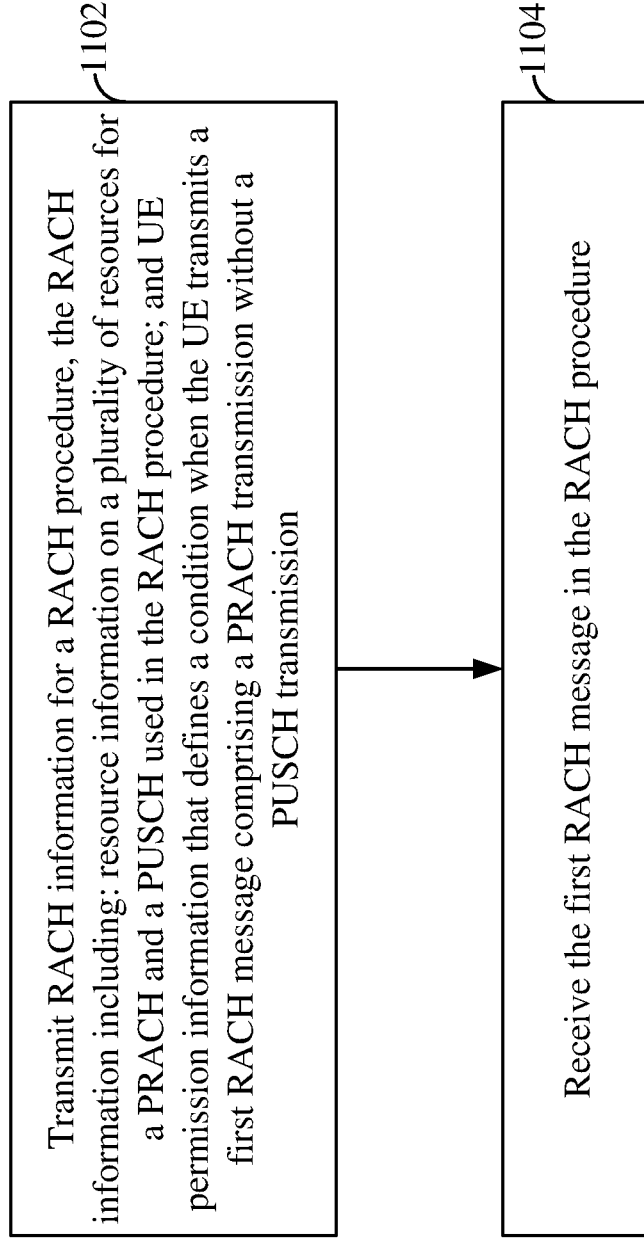 Transmit RACH information for a RACH procedure, the RACH
information including: resource information on a plurality of resources for
a PRACH and a PUSCH used in the RACH procedure; and UE
permission information that defines a condition when the UE transmits a
first RACH message comprising a PRACH transmission without a
PUSCH transmission
1102
Receive the first RACH message in the RACH procedure
1104